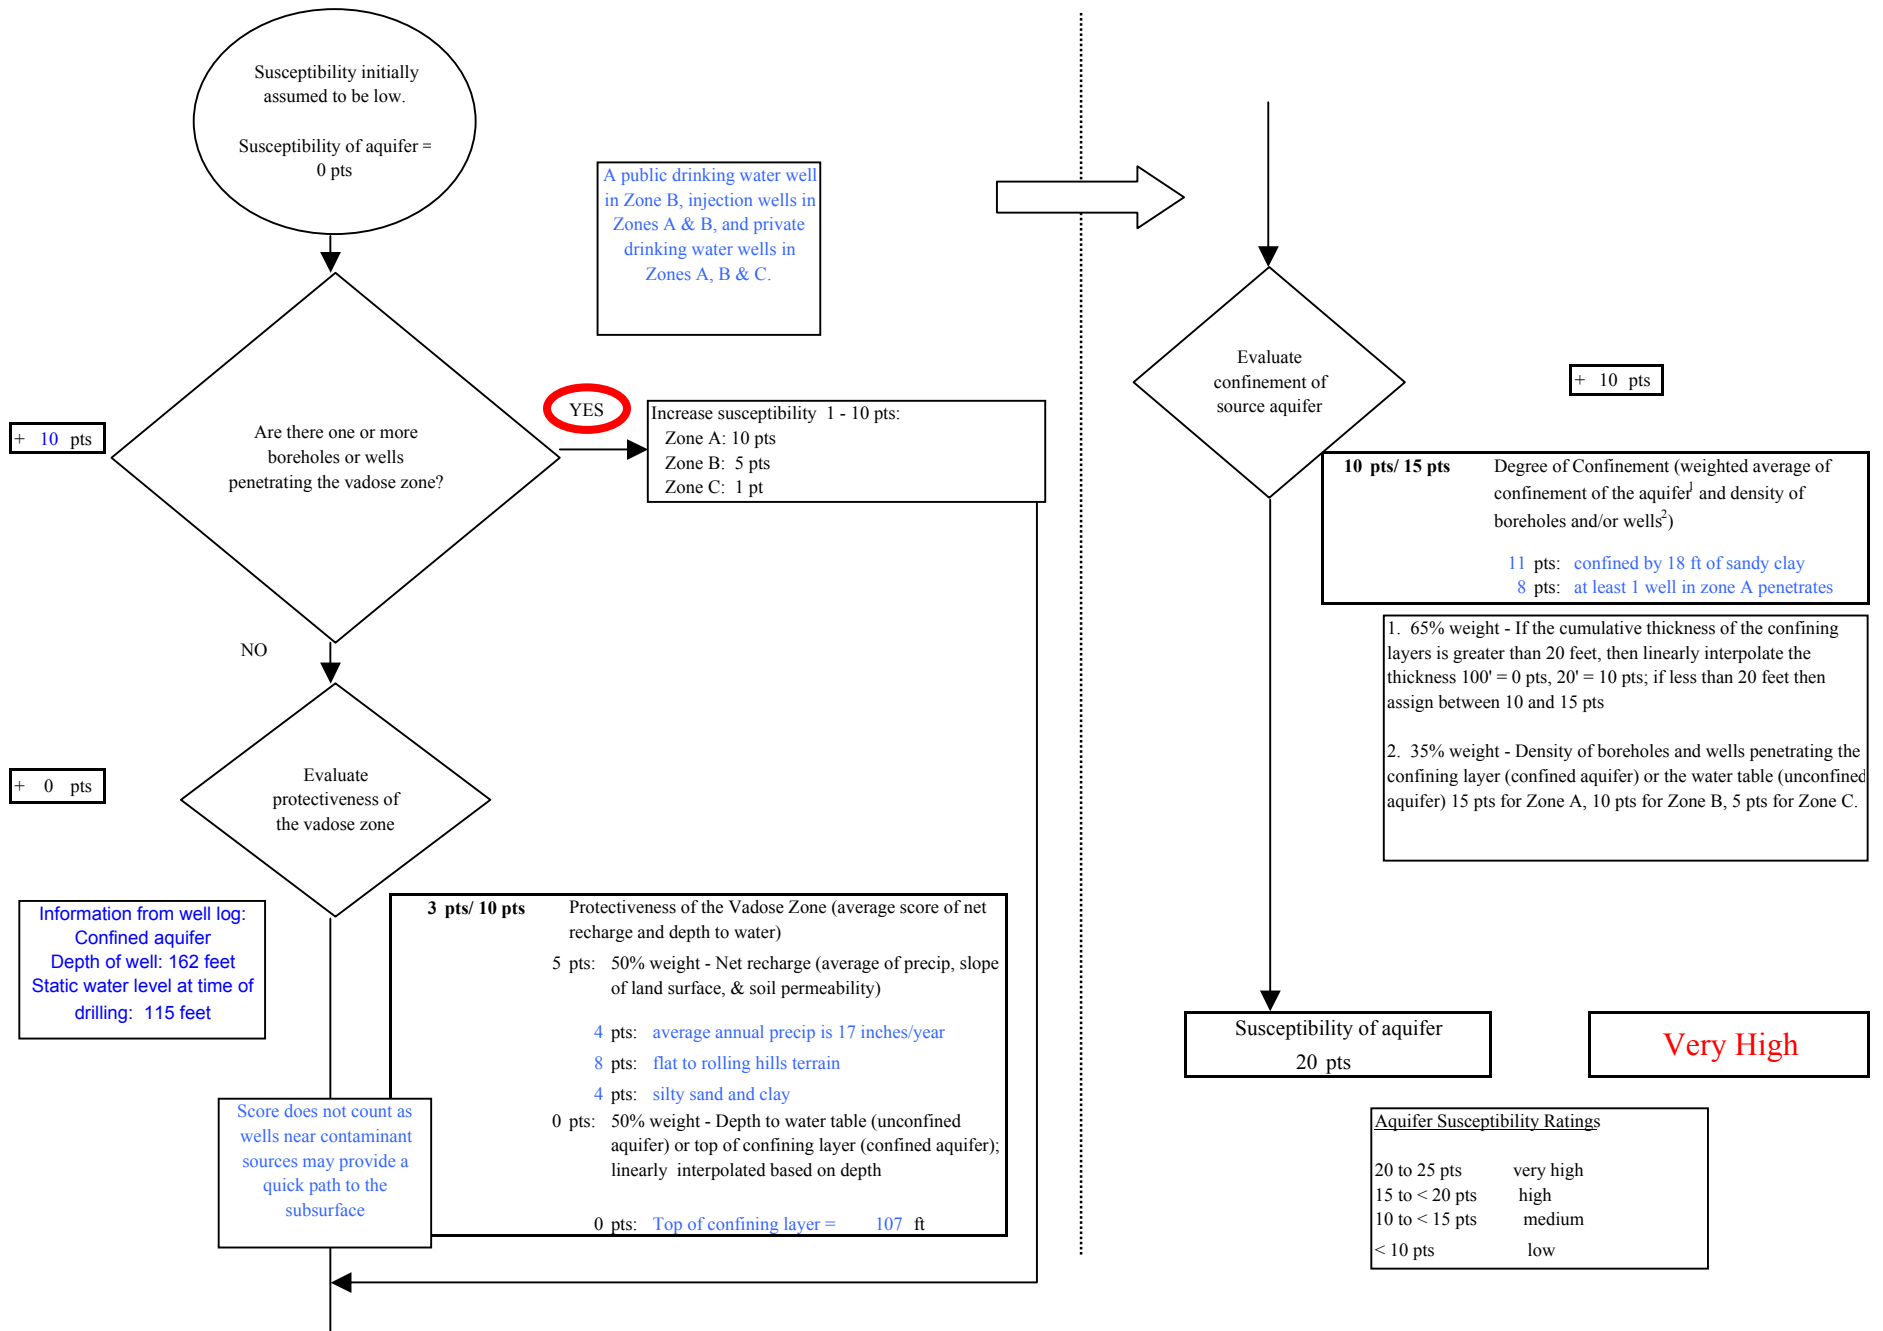 Susceptibility initially
assumed to be low.
Susceptibility of aquifer =
0 pts
A public drinking water well
in Zone B, injection wells in
Zones A & B, and private
drinking water wells in
Zones A, B & C.
+ 10 pts
Are there one or more
boreholes or wells
penetrating the vadose zone?
YES
Increase susceptibility 1 - 10 pts:
Zone A: 10 pts
Zone B: 5 pts
Zone C: 1 pt
NO
+ 0 pts
Evaluate
protectiveness of
the vadose zone
Information from well log:
Confined aquifer
Depth of well: 162 feet
Static water level at time of
drilling: 115 feet
3 pts/ 10 pts Protectiveness of the Vadose Zone (average score of net
recharge and depth to water)
5 pts: 50% weight - Net recharge (average of precip, slope
of land surface, & soil permeability)
4 pts: average annual precip is 17 inches/year
8 pts: flat to rolling hills terrain
4 pts: silty sand and clay
0 pts: 50% weight - Depth to water table (unconfined
aquifer) or top of confining layer (confined aquifer);
linearly interpolated based on depth
0 pts: Top of confining layer = 107 ft
Score does not count as
wells near contaminant
sources may provide a
quick path to the
subsurface
Evaluate
confinement of
source aquifer
+ 10 pts
10 pts/ 15 pts Degree of Confinement (weighted average of
confinement of the aquifer1 and density of
boreholes and/or wells2)
11 pts: confined by 18 ft of sandy clay
8 pts: at least 1 well in zone A penetrates
1. 65% weight - If the cumulative thickness of the confining
layers is greater than 20 feet, then linearly interpolate the
thickness 100' = 0 pts, 20' = 10 pts; if less than 20 feet then
assign between 10 and 15 pts
2. 35% weight - Density of boreholes and wells penetrating the
confining layer (confined aquifer) or the water table (unconfined
aquifer) 15 pts for Zone A, 10 pts for Zone B, 5 pts for Zone C.
Susceptibility of aquifer
20 pts
Very High
Aquifer Susceptibility Ratings
20 to 25 pts very high
15 to < 20 pts high
10 to < 15 pts medium
< 10 pts low